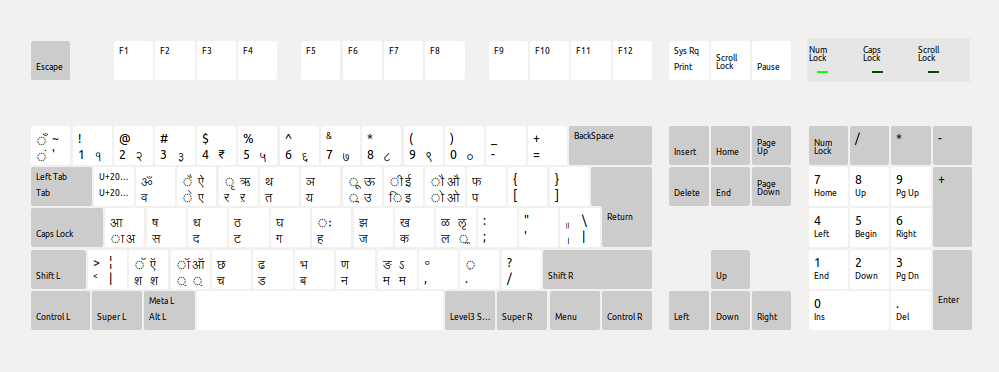 Escape F1 F2 F3 F4 F5 F6 F7 F8 F9 F10 F11 F12 Sys Rq Print Scroll Lock Pause Num Lock Caps Lock Scroll Lock
ँ ~ ! @ # $ % ^ & * ( ) _ + BackSpace
ं ' 1 १ 2 २ 3 ३ 4 ₹ 5 ५ 6 ६ 7 ७ 8 ८ 9 ९ 0 ० - =
Insert Home Page Up Num Lock / * -
Left Tab U+20... ॐ ै ऐ ृ ऋ थ ञ ू ऊ ी ई ौ औ फ { }
Tab U+20... व े ए र ऱ त य ु उ ि इ ो ओ प [ ]
Delete End Page Down 7 Home 8 Up 9 Pg Up +
आ ष ध ठ घ ः झ ख ळ ऌ : " ॥ \ Return
Caps Lock ा अ स द ट ग ह ज क ल ; ' । |
4 Left 5 Begin 6 Right
> ¦ ॅ ऍ ॉ ऑ छ ढ भ ण ङ ऽ ° ़ ?
Shift L < | श श च ड ब न म म , . / Shift R
Up 1 End 2 Down 3 Pg Dn Enter
Control L Super L Meta L Alt L Level3 S... Super R Menu Control R
Left Down Right 0 Ins . Del